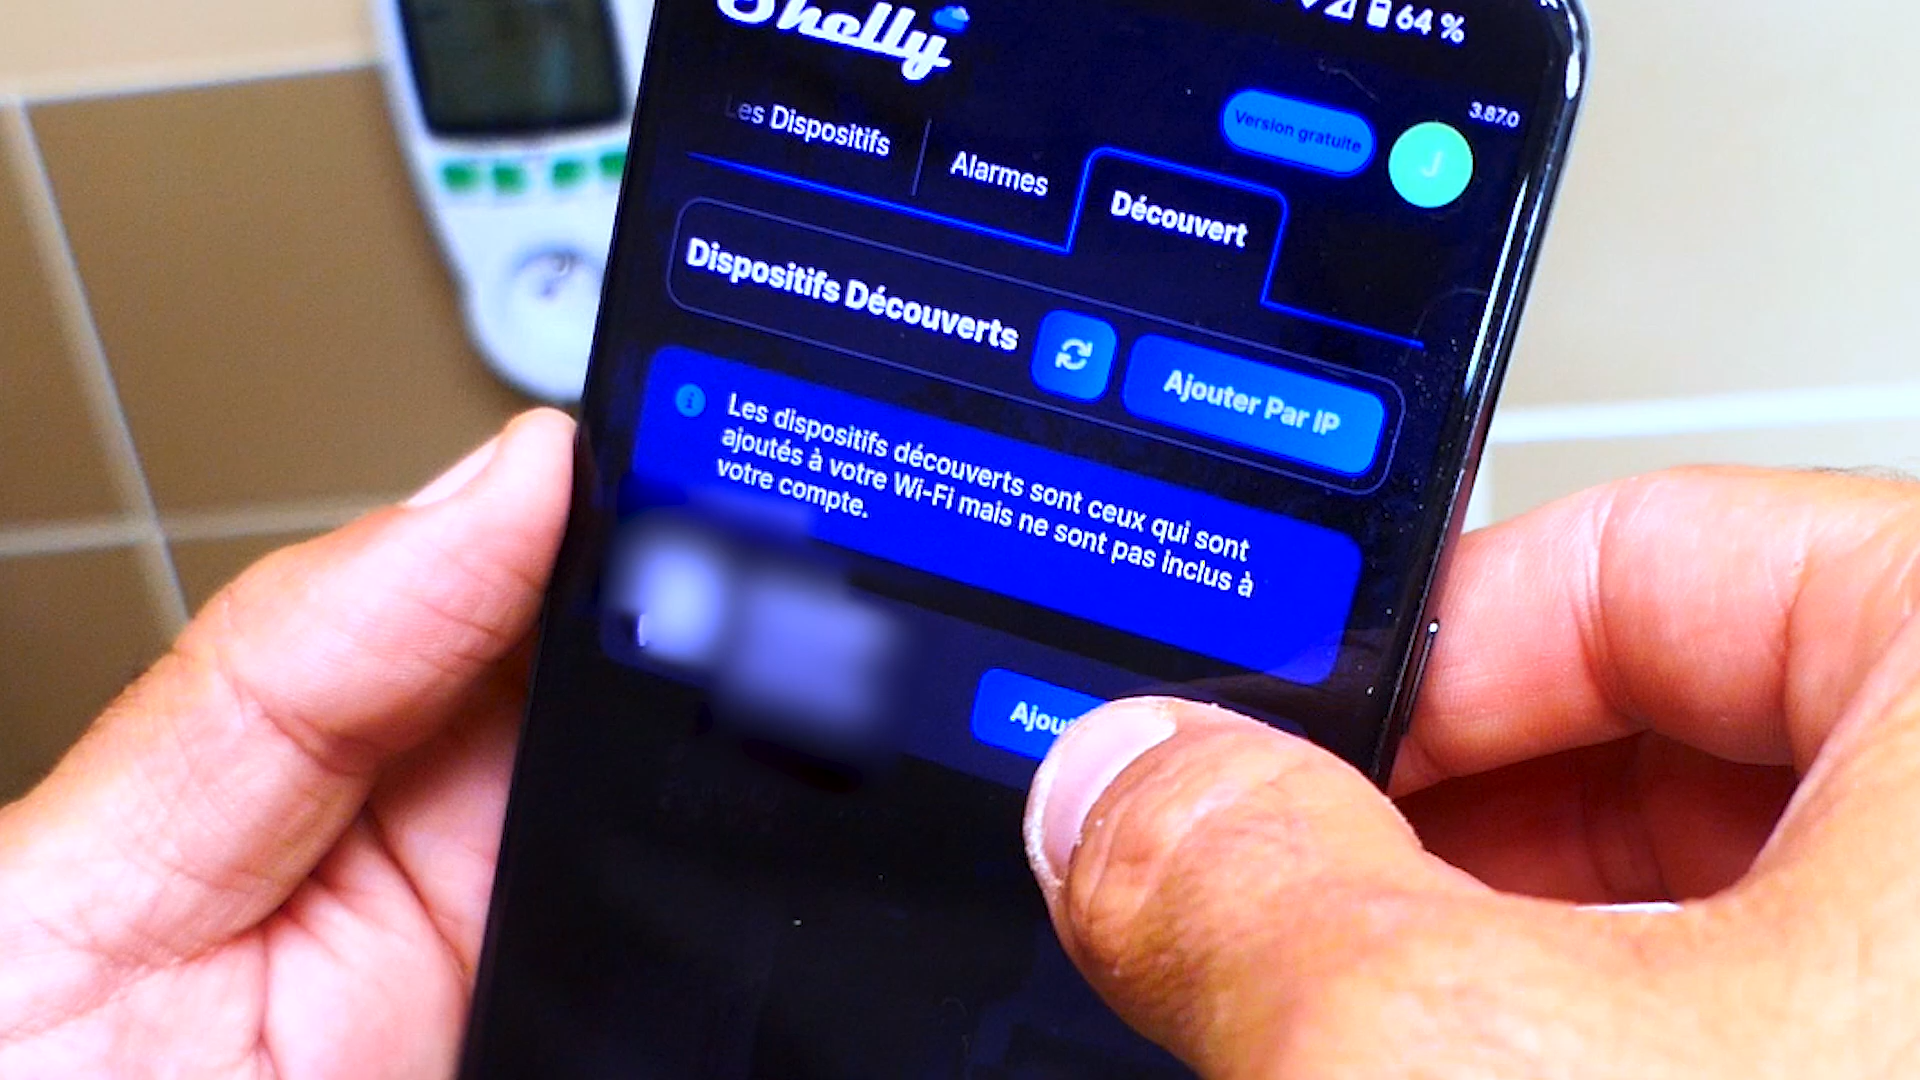 Shelly
64 %
3.87.0
Version gratuite
J
Les Dispositifs
Alarmes
Découvert
Dispositifs Découverts
Ajouter Par IP
Les dispositifs découverts sont ceux qui sont
ajoutés à votre Wi-Fi mais ne sont pas inclus à
votre compte.